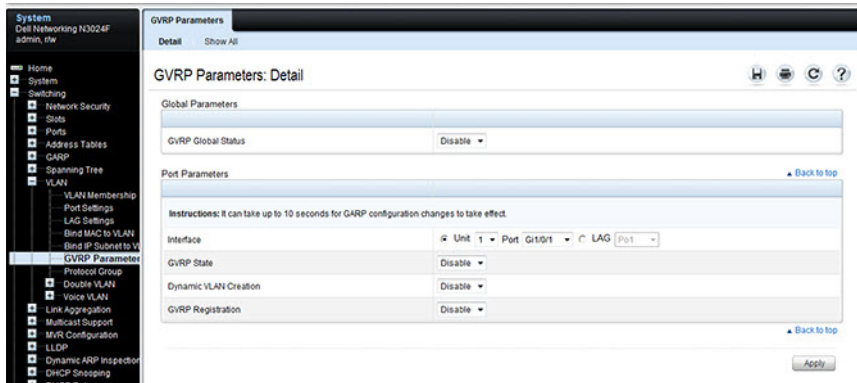 System
Dell Networking N3024F
admin, r/w
Home
System
Switching
Network Security
Slots
Ports
Address Tables
GARP
Spanning Tree
VLAN
VLAN Membership
Port Settings
LAG Settings
Bind MAC to VLAN
Bind IP Subnet to VL
GVRP Parameter
Protocol Group
Double VLAN
Voice VLAN
Link Aggregation
Multicast Support
MVR Configuration
LLDP
Dynamic ARP Inspection
DHCP Snooping
GVRP Parameters
Detail Show All
GVRP Parameters: Detail
Global Parameters
GVRP Global Status Disable
Port Parameters Back to top
Instructions: It can take up to 10 seconds for GARP configuration changes to take effect.
Interface Unit 1 Port Gi1/0/1 LAG Po1
GVRP State Disable
Dynamic VLAN Creation Disable
GVRP Registration Disable
Back to top
Apply